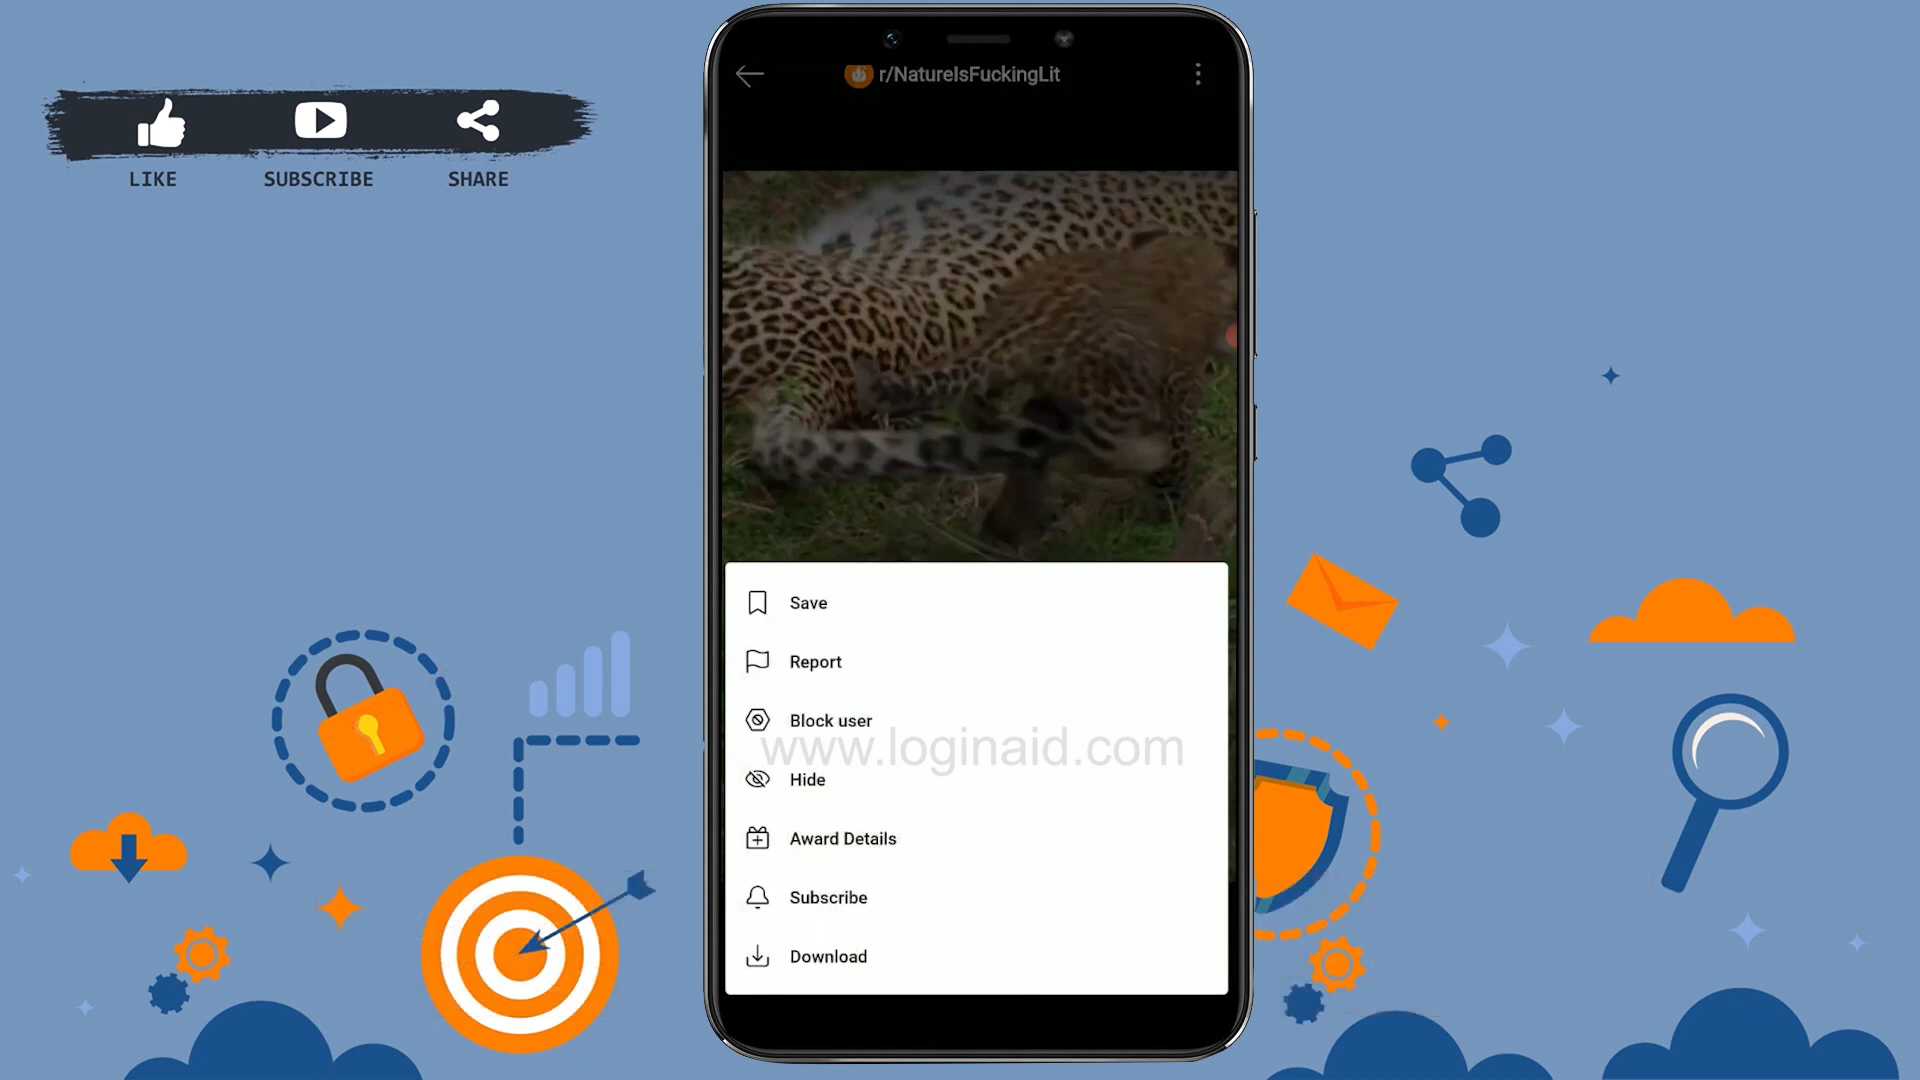 LIKE SUBSCRIBE SHARE
r/NatureIsFuckingLit
Save
Report
Block user
www.loginaid.com
Hide
Award Details
Subscribe
Download